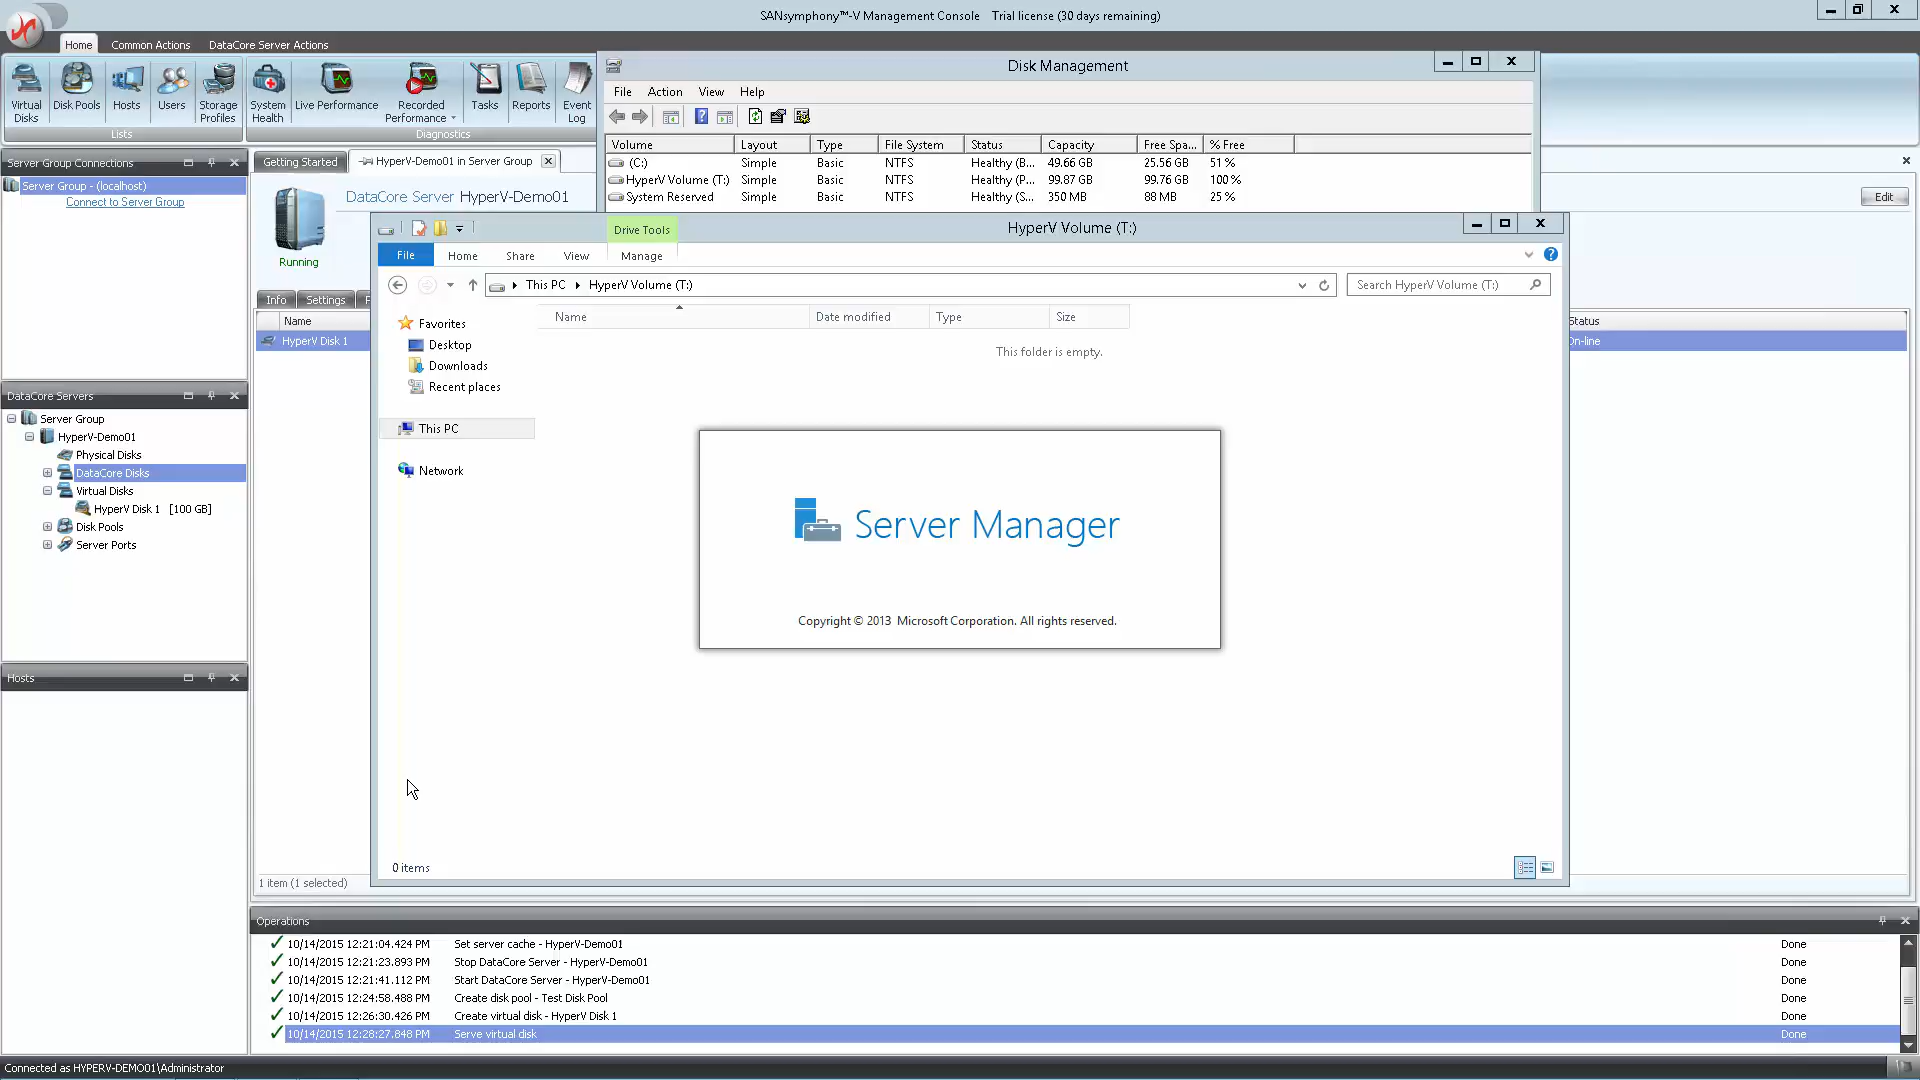 SANsymphony™-V Management Console Trial license (30 days remaining)
Home Common Actions DataCore Server Actions
Virtual Disks
Disk Pools
Hosts
Users
Storage Profiles
System Health
Live Performance
Recorded Performance
Tasks
Reports
Event Log
Lists
Diagnostics
Disk Management
File Action View Help
Volume Layout Type File System Status Capacity Free Spa... % Free
(C:) Simple Basic NTFS Healthy (B... 49.66 GB 25.56 GB 51 %
HyperV Volume (T:) Simple Basic NTFS Healthy (P... 99.87 GB 99.76 GB 100 %
System Reserved Simple Basic NTFS Healthy (S... 350 MB 88 MB 25 %
Server Group Connections
Server Group - (localhost)
Connect to Server Group
Getting Started
HyperV-Demo01 in Server Group
DataCore Server HyperV-Demo01
Running
Edit
Info Settings
Name
HyperV Disk 1
Status
On-line
Drive Tools
HyperV Volume (T:)
File Home Share View Manage
This PC HyperV Volume (T:)
Search HyperV Volume (T:)
Name Date modified Type Size
This folder is empty.
Favorites
Desktop
Downloads
Recent places
This PC
Network
Server Manager
Copyright © 2013 Microsoft Corporation. All rights reserved.
0 items
DataCore Servers
Server Group
HyperV-Demo01
Physical Disks
DataCore Disks
Virtual Disks
HyperV Disk 1 [100 GB]
Disk Pools
Server Ports
Hosts
1 item (1 selected)
Operations
10/14/2015 12:21:04.424 PM Set server cache - HyperV-Demo01 Done
10/14/2015 12:21:23.893 PM Stop DataCore Server - HyperV-Demo01 Done
10/14/2015 12:21:41.112 PM Start DataCore Server - HyperV-Demo01 Done
10/14/2015 12:24:58.488 PM Create disk pool - Test Disk Pool Done
10/14/2015 12:26:30.426 PM Create virtual disk - HyperV Disk 1 Done
10/14/2015 12:28:27.848 PM Serve virtual disk Done
Connected as HYPERV-DEMO01\Administrator